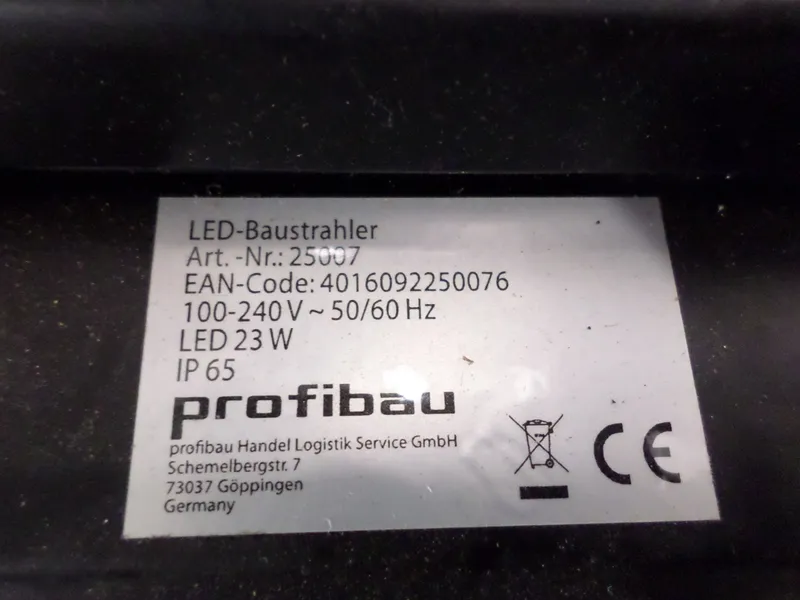 LED-Baustrahler
Art.-Nr.: 25007
EAN-Code: 4016092250076
100-240 V ~ 50/60 Hz
LED 23 W
IP 65
profibau
profibau Handel Logistik Service GmbH
Schemelbergstr. 7
73037 Göppingen
Germany
CE